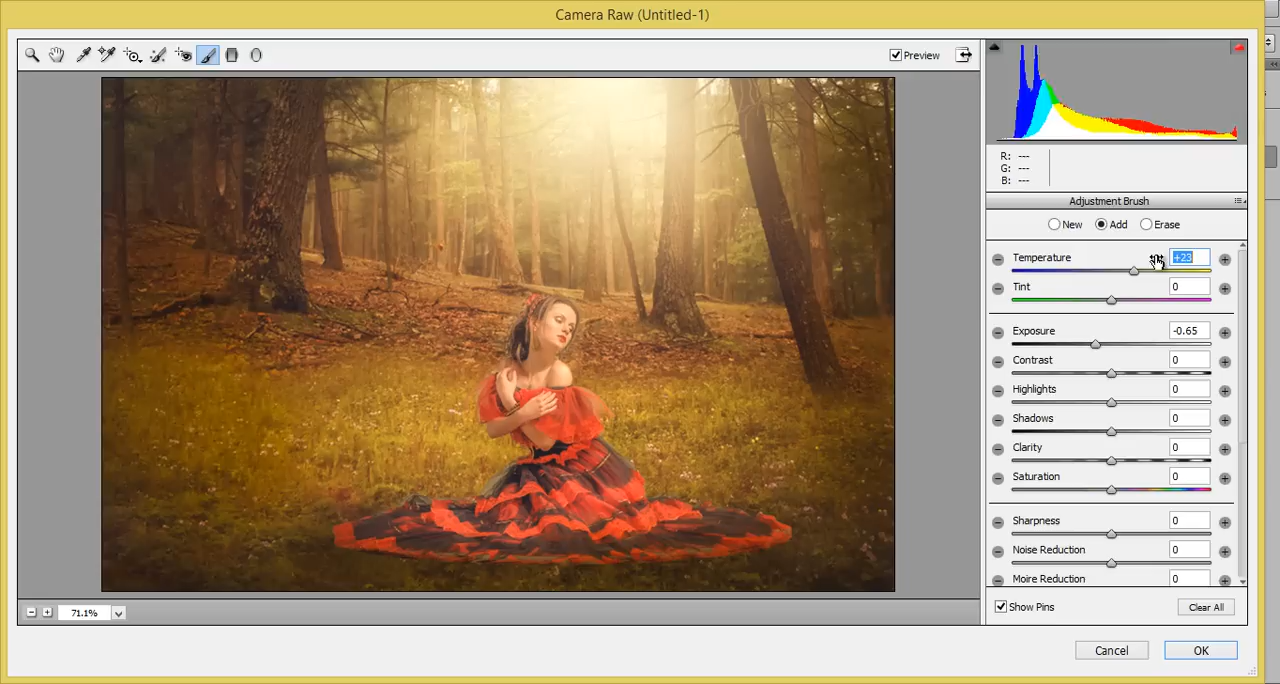 Camera Raw (Untitled-1)
Preview
R: ---
G: ---
B: ---
Adjustment Brush
New Add Erase
Temperature +23
Tint 0
Exposure -0.65
Contrast 0
Highlights 0
Shadows 0
Clarity 0
Saturation 0
Sharpness 0
Noise Reduction 0
Moire Reduction 0
Show Pins Clear All
71.1%
Cancel OK